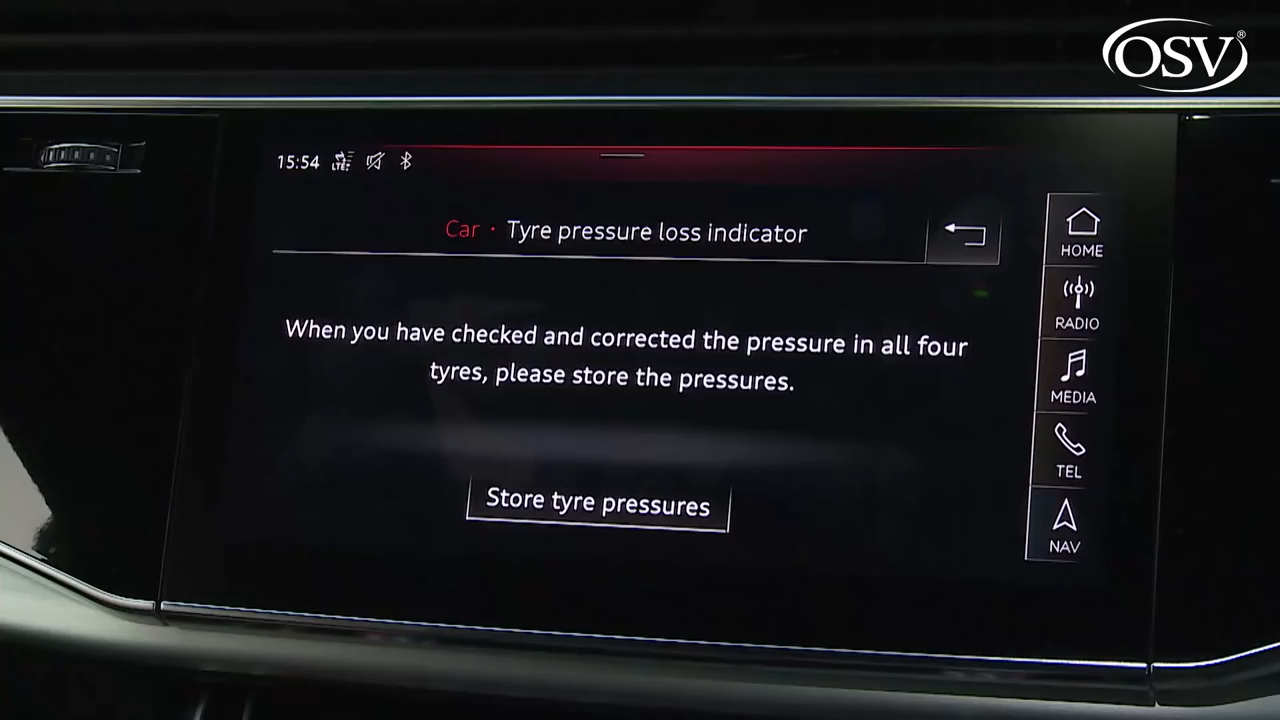 OSV®
15:54
LTE
Car · Tyre pressure loss indicator
When you have checked and corrected the pressure in all four
tyres, please store the pressures.
Store tyre pressures
HOME
RADIO
MEDIA
TEL
NAV